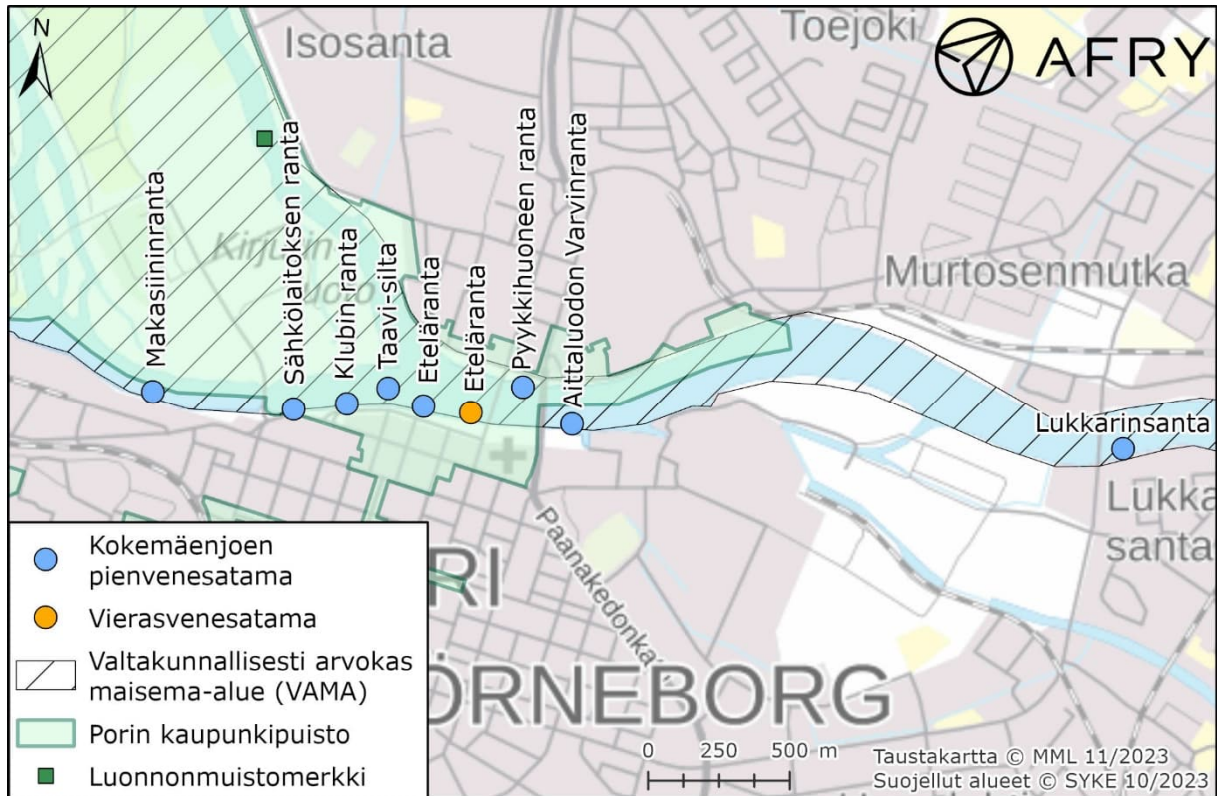 N
Isosanta
Toejoki
AFRY
Kirjurin
luoto
Murtosenmutka
Makasiininranta
Sähkölaitoksen ranta
Klubin ranta
Taavi-silta
Eteläranta
Eteläranta
Pyykkihuoneen ranta
Aittaluodon Varvinranta
Lukkarinsanta
Lukka
santa
Paanakedonka
RI
ÖRNEBORG
Kokemäenjoen
pienvenesatama
Vierasvenesatama
Valtakunnallisesti arvokas
maisema-alue (VAMA)
Porin kaupunkipuisto
Luonnonmuistomerkki
0 250 500 m
Taustakartta © MML 11/2023
Suojellut alueet © SYKE 10/2023